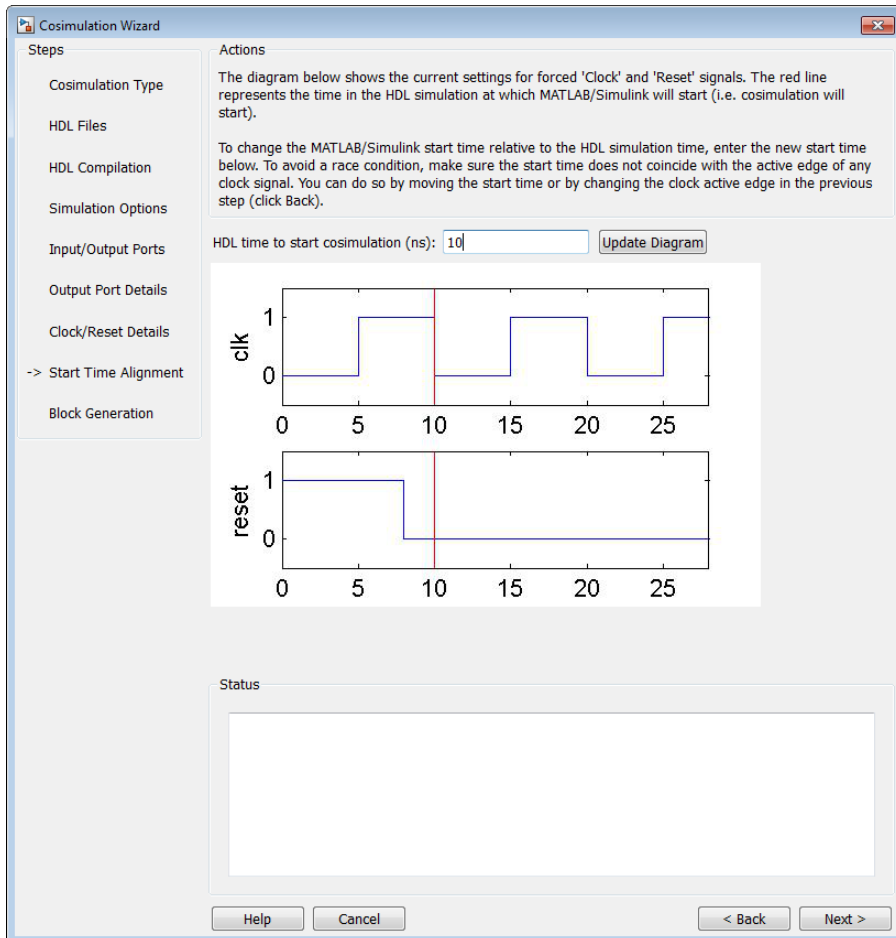 Cosimulation Wizard
Steps
Cosimulation Type
HDL Files
HDL Compilation
Simulation Options
Input/Output Ports
Output Port Details
Clock/Reset Details
-> Start Time Alignment
Block Generation
Actions
The diagram below shows the current settings for forced 'Clock' and 'Reset' signals. The red line
represents the time in the HDL simulation at which MATLAB/Simulink will start (i.e. cosimulation will
start).
To change the MATLAB/Simulink start time relative to the HDL simulation time, enter the new start time
below. To avoid a race condition, make sure the start time does not coincide with the active edge of any
clock signal. You can do so by moving the start time or by changing the clock active edge in the previous
step (click Back).
HDL time to start cosimulation (ns): 10 Update Diagram
clk
1
0
0 5 10 15 20 25
reset
1
0
0 5 10 15 20 25
Status
Help Cancel < Back Next >